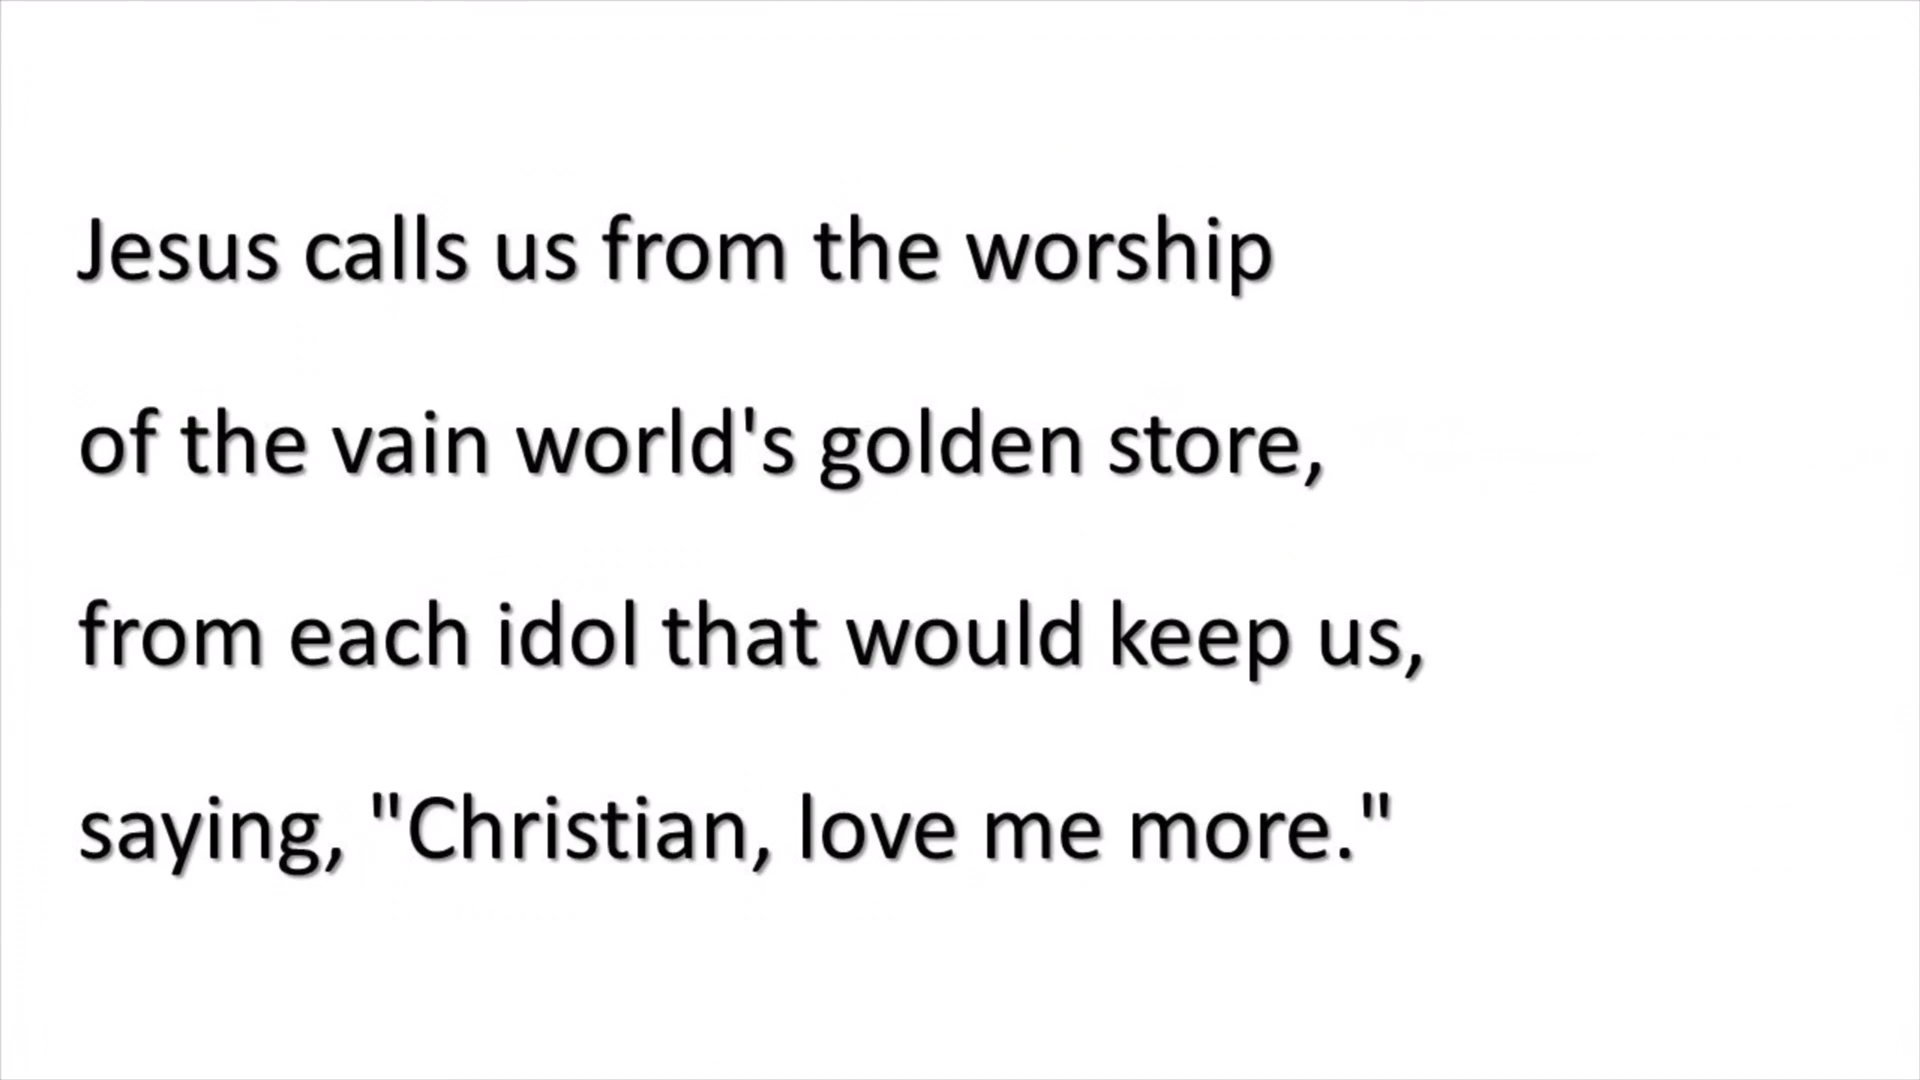 Jesus calls us from the worship
of the vain world's golden store,
from each idol that would keep us,
saying, "Christian, love me more."